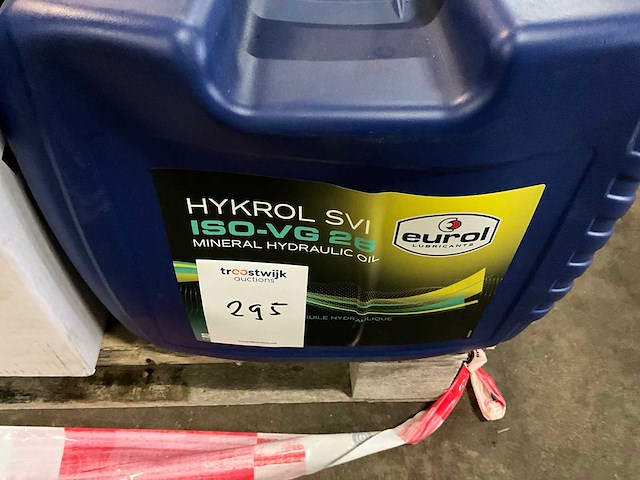 HYKROL SVI
ISO-VG 26
MINERAL HYDRAULIC OIL
eurol
LUBRICANTS
troostwijk
auctions
295
HUILE HYDRAULIQUE